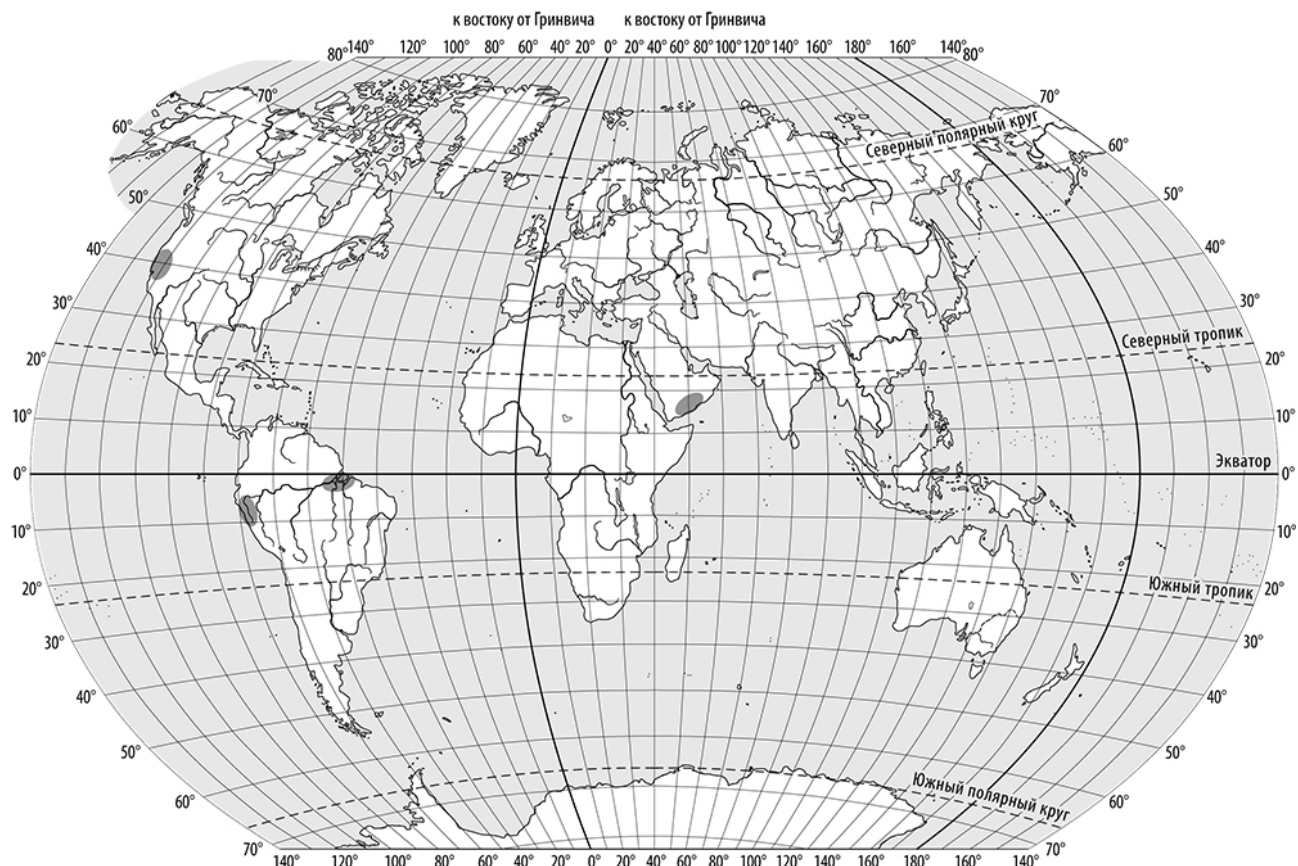 к востоку от Гринвича к востоку от Гринвича
80° 140° 120° 100° 80° 60° 40° 20° 0° 20° 40° 60° 80° 100° 120° 140° 160° 180° 160° 140° 80°
70° 70°
60° Северный полярный круг 60°
50° 50°
40° 40°
30° 30°
Северный тропик
20° 20°
10° 10°
Экватор
0° 0°
10° 10°
20° Южный тропик 20°
30° 30°
40° 40°
50° 50°
60° Южный полярный круг 60°
70° 70°
140° 120° 100° 80° 60° 40° 20° 0° 20° 40° 60° 80° 100° 120° 140° 160° 180° 160° 140°